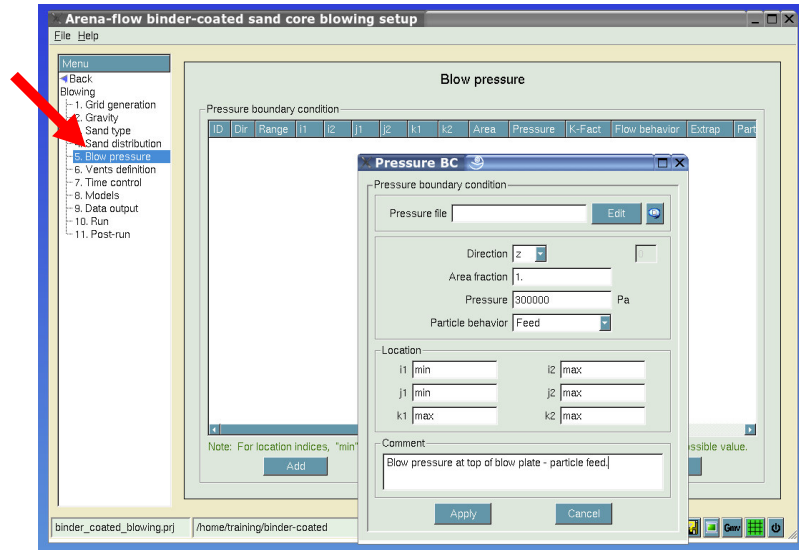 Arena-flow binder-coated sand core blowing setup
File Help
Menu
Back
Blowing
1. Grid generation
2. Gravity
Sand type
4. Sand distribution
5. Blow pressure
6. Vents definition
7. Time control
8. Models
9. Data output
10. Run
11. Post-run
Blow pressure
Pressure boundary condition
ID Dir Range i1 i2 j1 j2 k1 k2 Area Pressure K-Fact Flow behavior Extrap Part
Pressure BC
Pressure boundary condition
Pressure file Edit
Direction z
Area fraction 1.
Pressure 300000 Pa
Particle behavior Feed
Location
i1 min i2 max
j1 min j2 max
k1 max k2 max
Note: For location indices, "min" ssible value.
Comment
Blow pressure at top of blow plate - particle feed.
Add
Apply Cancel
binder_coated_blowing.prj /home/training/binder-coated Gmv